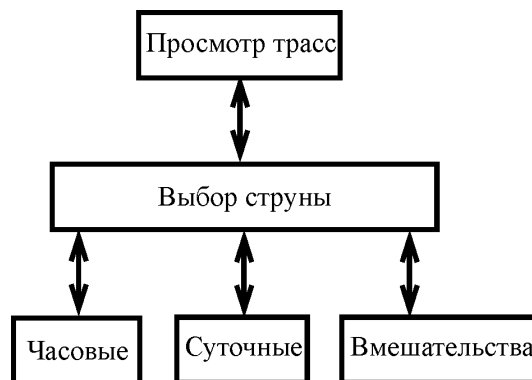 Просмотр трасс
Выбор струны
Часовые
Суточные
Вмешательства